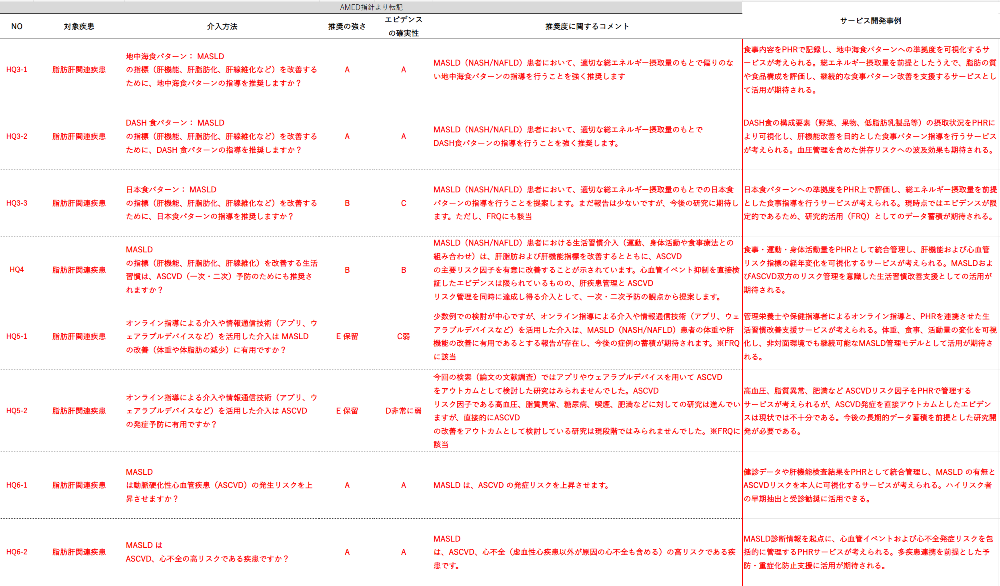 AMED指針より転記
NO
対象疾患
介入方法
推奨の強さ
エビデンス
の確実性
推奨度に関するコメント
サービス開発事例
HQ3-1
脂肪肝関連疾患
地中海食パターン： MASLD
の指標（肝機能、肝脂肪化、肝線維化など）を改善する
ために、地中海食パターンの指導を推奨しますか？
A
A
MASLD（NASH/NAFLD）患者において、適切な総エネルギー摂取量のもとで偏りのな
い地中海食パターンの指導を行うことを強く推奨します
食事内容をPHRで記録し、地中海食パターンへの準拠度を可視化するサ
ービスが考えられる。総エネルギー摂取量を前提としたうえで、脂肪の質
や食品構成を評価し、継続的な食事パターン改善を支援するサービスとし
て活用が期待される。
HQ3-2
脂肪肝関連疾患
DASH 食パターン： MASLD
の指標（肝機能、肝脂肪化、肝線維化など）を改善する
ために、DASH 食パターンの指導を推奨しますか？
A
A
MASLD（NASH/NAFLD）患者において、適切な総エネルギー摂取量のもとで
DASH食パターンの指導を行うことを強く推奨します。
DASH食の構成要素（野菜、果物、低脂肪乳製品等）の摂取状況をPHRに
より可視化し、肝機能改善を目的とした食事パターン指導を行うサービス
が考えられる。血圧管理を含めた併存リスクへの波及効果も期待される。
HQ3-3
脂肪肝関連疾患
日本食パターン： MASLD
の指標（肝機能、肝脂肪化、肝線維化など）を改善する
ために、日本食パターンの指導を推奨しますか？
B
C
MASLD（NASH/NAFLD）患者において、適切な総エネルギー摂取量のもとでの日本食
パターンの指導を行うことを提案します。まだ報告は少ないですが、今後の研究に期待し
ます。ただし、FRQにも該当
日本食パターンへの準拠度をPHR上で評価し、総エネルギー摂取量を前提
とした食事指導を行うサービスが考えられる。現時点ではエビデンスが限
定的であるため、研究的活用（FRQ）としてのデータ蓄積が期待される。
HQ4
脂肪肝関連疾患
MASLD
の指標（肝機能、肝脂肪化、肝線維化）を改善する生活
習慣は、ASCVD（一次・二次）予防のためにも推奨さ
れますか？
B
B
MASLD（NASH/NAFLD）患者における生活習慣介入（運動、身体活動や食事療法との
組み合わせ）は、肝脂肪および肝機能指標を改善するとともに、ASCVD
の主要リスク因子を有意に改善することが示されています。心血管イベント抑制を直接検
証したエビデンスは限られているものの、肝疾患管理と ASCVD
リスク管理を同時に達成し得る介入として、一次・二次予防の観点から提案します。
食事・運動・身体活動量をPHRとして統合管理し、肝機能および心血管
リスク指標の経年変化を可視化するサービスが考えられる。MASLDおよ
びASCVD双方のリスク管理を意識した生活習慣改善支援としての活用が
期待される。
HQ5-1
脂肪肝関連疾患
オンライン指導による介入や情報通信技術（アプリ、ウ
ェアラブルデバイスなど）を活用した介入は MASLD
の改善（体重や体脂肪の減少）に有用ですか？
E 保留
C弱
少数例での検討が中心ですが、オンライン指導による介入や情報通信技術（アプリ、ウェ
アラブルデバイスなど）を活用した介入は、MASLD（NASH/NAFLD）患者の体重や肝
機能の改善に有用であるとする報告が存在し、今後の症例の蓄積が期待されます。※FRQ
に該当
管理栄養士や保健指導者によるオンライン指導と、PHRを連携させた生
活習慣改善支援サービスが考えられる。体重、食事、活動量の変化を可視
化し、非対面環境でも継続可能なMASLD管理モデルとして活用が期待さ
れる。
HQ5-2
脂肪肝関連疾患
オンライン指導による介入や情報通信技術（アプリ、ウ
ェアラブルデバイスなど）を活用した介入は ASCVD
の発症予防に有用ですか？
E 保留
D非常に弱
今回の検索（論文の文献調査）ではアプリやウェアラブルデバイスを用いて ASCVD
をアウトカムとして検討した研究はみられませんでした。ASCVD
リスク因子である高血圧、脂質異常、糖尿病、喫煙、肥満などに対しての研究は進んでい
ますが、直接的にASCVD
の改善をアウトカムとして検討している研究は現段階ではみられませんでした。※FRQに
該当
高血圧、脂質異常、肥満など ASCVDリスク因子をPHRで管理する
サービスが考えられるが、ASCVD発症を直接アウトカムとしたエビデン
スは現状では不十分である。今後の長期的データ蓄積を前提とした研究開
発が必要である。
HQ6-1
脂肪肝関連疾患
MASLD
は動脈硬化性心血管疾患（ASCVD）の発生リスクを上
昇させますか？
A
A
MASLD は、ASCVD の発症リスクを上昇させます。
健診データや肝機能検査結果をPHRとして統合管理し、MASLD の有無と
ASCVDリスクを本人に可視化するサービスが考えられる。ハイリスク者
の早期抽出と受診勧奨に活用できる。
HQ6-2
脂肪肝関連疾患
MASLD は
ASCVD、心不全の高リスクである疾患ですか？
A
A
MASLD
は、ASCVD、心不全（虚血性心疾患以外が原因の心不全も含める）の高リスクである疾
患です。
MASLD診断情報を起点に、心血管イベントおよび心不全発症リスクを包
括的に管理するPHRサービスが考えられる。多疾患連携を前提とした予
防・重症化防止支援に活用が期待される。